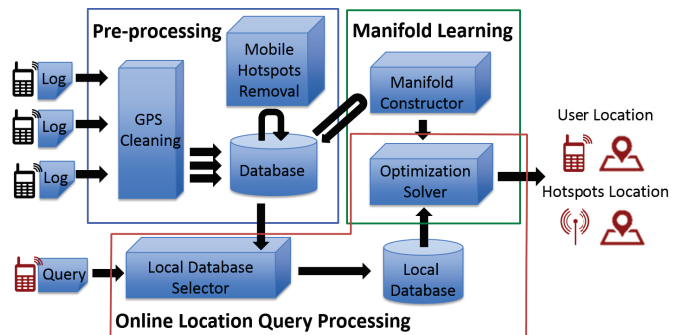 Pre-processing
Manifold Learning
Log
Log
Log
GPS
Cleaning
Mobile
Hotspots
Removal
Database
Manifold
Constructor
Optimization
Solver
User Location
Hotspots Location
Query
Local Database
Selector
Local
Database
Online Location Query Processing